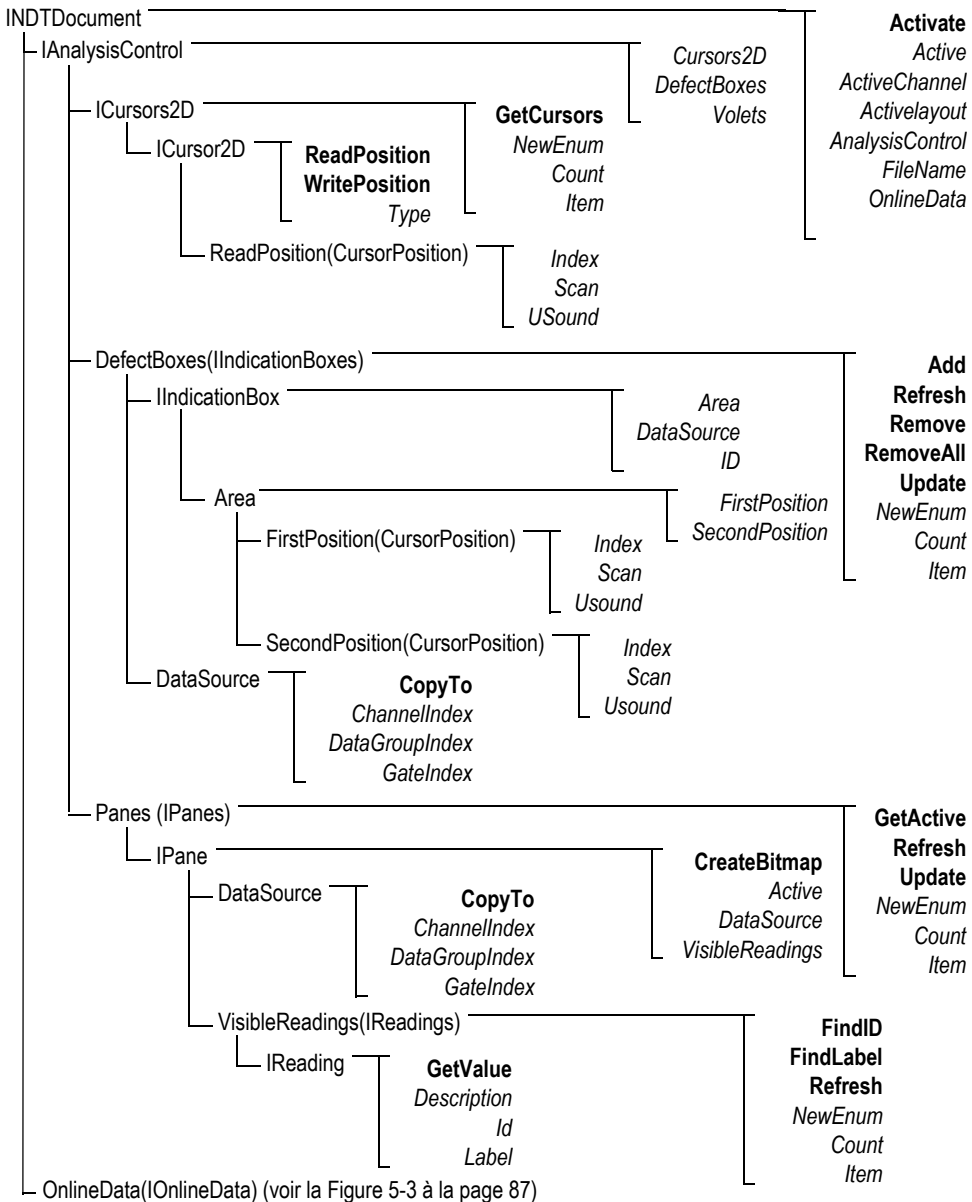 INDTDocument
Activate
Active
ActiveChannel
Activelayout
AnalysisControl
FileName
OnlineData
IAnalysisControl
Cursors2D
DefectBoxes
Volets
ICursors2D
GetCursors
NewEnum
Count
Item
ICursor2D
ReadPosition
WritePosition
Type
ReadPosition(CursorPosition)
Index
Scan
USound
DefectBoxes(IIndicationBoxes)
Add
Refresh
Remove
RemoveAll
Update
NewEnum
Count
Item
IIndicationBox
Area
DataSource
ID
Area
FirstPosition
SecondPosition
FirstPosition(CursorPosition)
Index
Scan
Usound
SecondPosition(CursorPosition)
Index
Scan
Usound
DataSource
CopyTo
ChannelIndex
DataGroupIndex
GateIndex
Panes (IPanes)
GetActive
Refresh
Update
NewEnum
Count
Item
IPane
CreateBitmap
Active
DataSource
VisibleReadings
DataSource
CopyTo
ChannelIndex
DataGroupIndex
GateIndex
VisibleReadings(IReadings)
FindID
FindLabel
Refresh
NewEnum
Count
Item
IReading
GetValue
Description
Id
Label
OnlineData(IOnlineData) (voir la Figure 5-3 à la page 87)